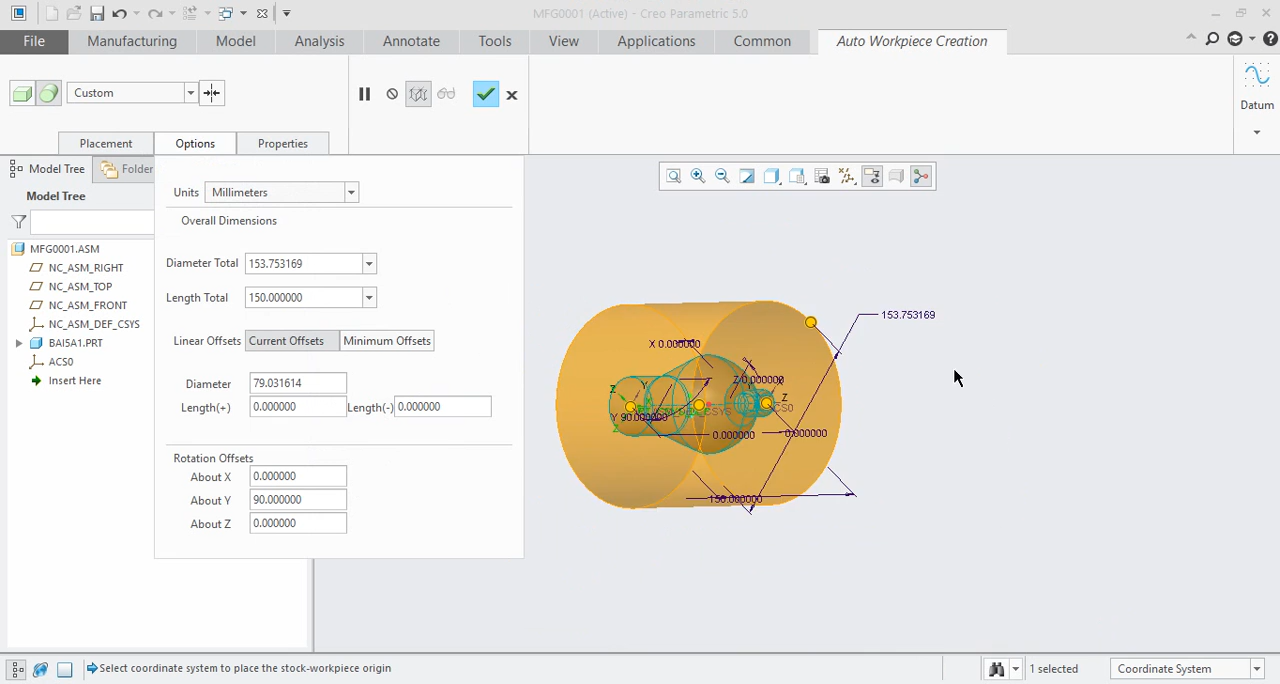 MFG0001 (Active) - Creo Parametric 5.0
File Manufacturing Model Analysis Annotate Tools View Applications Common Auto Workpiece Creation
Custom
Datum
Placement Options Properties
Model Tree Folder
Model Tree
MFG0001.ASM
NC_ASM_RIGHT
NC_ASM_TOP
NC_ASM_FRONT
NC_ASM_DEF_CSYS
BAI5A1.PRT
ACS0
Insert Here
Units Millimeters
Overall Dimensions
Diameter Total 153.753169
Length Total 150.000000
Linear Offsets Current Offsets Minimum Offsets
Diameter 79.031614
Length(+) 0.000000 Length(-) 0.000000
Rotation Offsets
About X 0.000000
About Y 90.000000
About Z 0.000000
153.753169
X 0.000000
Z 0.000000
Z
Y
Z
CS0
Y 90.000000
DEF_CSYS
Z
0.000000
0.000000
150.000000
Select coordinate system to place the stock-workpiece origin
1 selected
Coordinate System